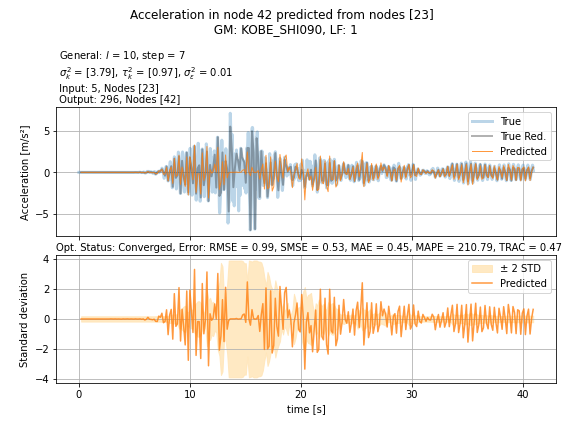 Acceleration in node 42 predicted from nodes [23]
GM: KOBE_SHI090, LF: 1
General: l = 10, step = 7
σ²ₖ = [3.79], τ²ₖ = [0.97], σ²ε = 0.01
Input: 5, Nodes [23]
Output: 296, Nodes [42]
Acceleration [m/s²]
5
0
−5
True
True Red.
Predicted
Opt. Status: Converged, Error: RMSE = 0.99, SMSE = 0.53, MAE = 0.45, MAPE = 210.79, TRAC = 0.47
Standard deviation
4
2
0
−2
−4
± 2 STD
Predicted
0 10 20 30 40
time [s]